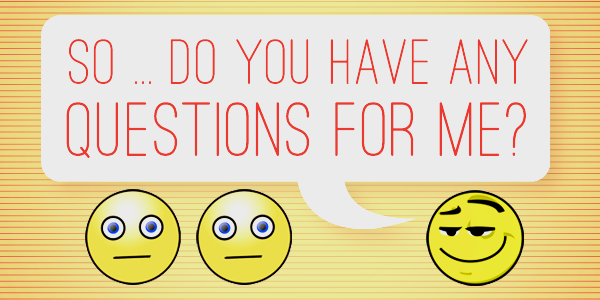 SO ... DO YOU HAVE ANY
QUESTIONS FOR ME?